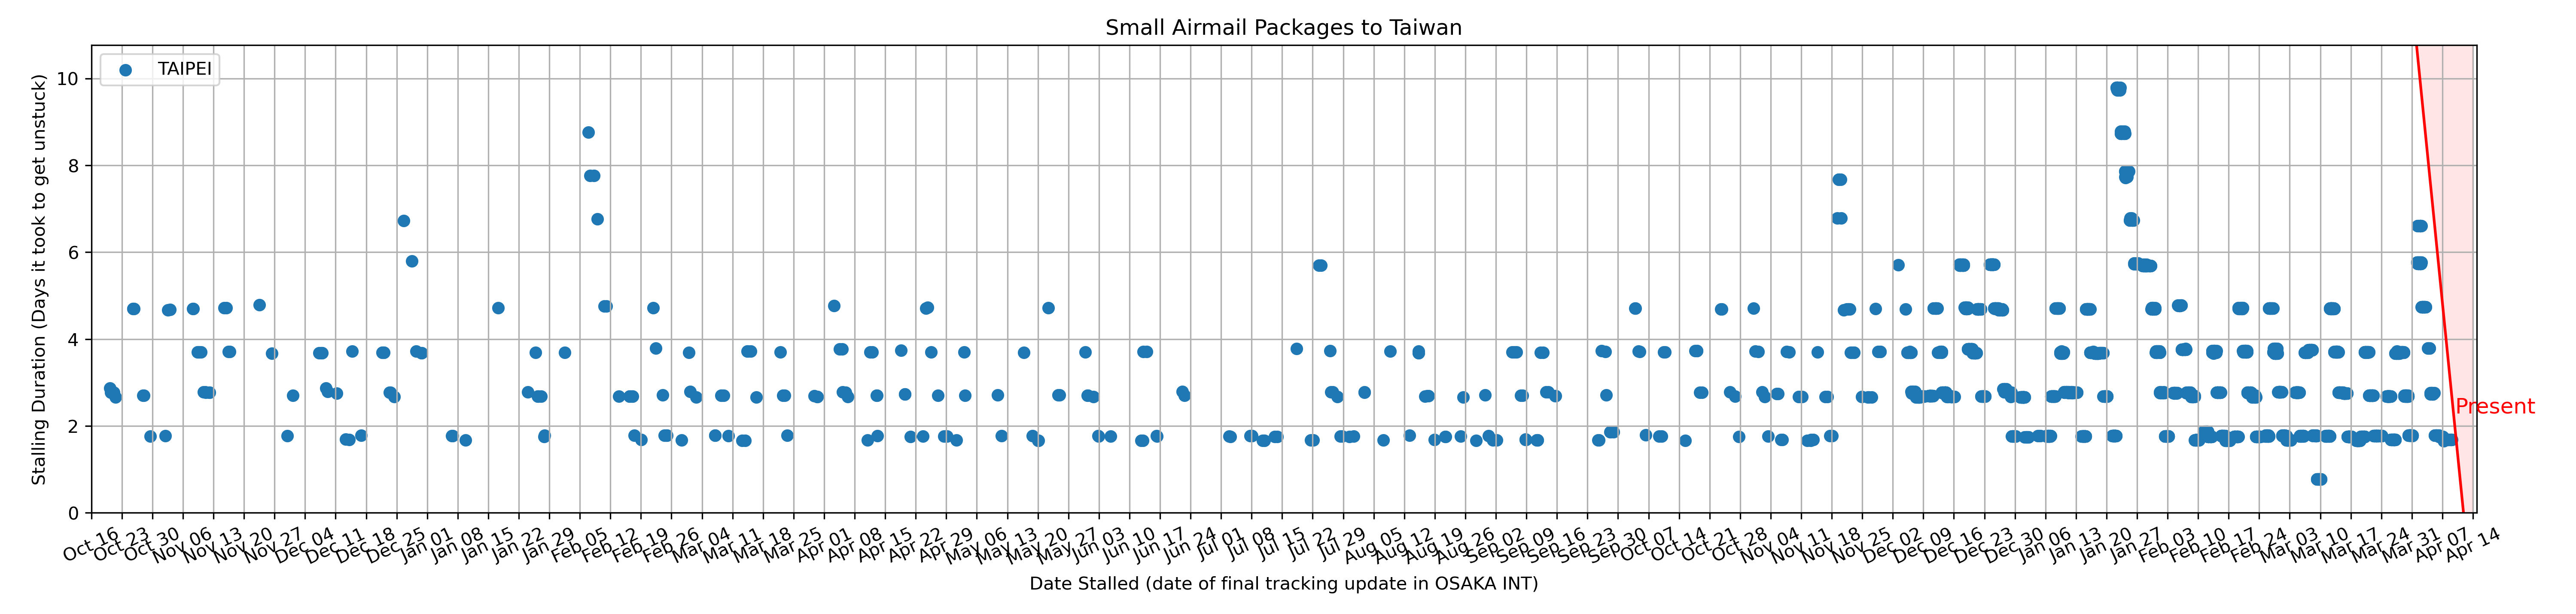 Small Airmail Packages to Taiwan
TAIPEI
Stalling Duration (Days it took to get unstuck)
10
8
6
4
2
0
Present
Oct 16 Oct 23 Oct 30 Nov 06 Nov 13 Nov 20 Nov 27 Dec 04 Dec 11 Dec 18 Dec 25 Jan 01 Jan 08 Jan 15 Jan 22 Jan 29 Feb 05 Feb 12 Feb 19 Feb 26 Mar 04 Mar 11 Mar 18 Mar 25 Apr 01 Apr 08 Apr 15 Apr 22 Apr 29 May 06 May 13 May 20 May 27 Jun 03 Jun 10 Jun 17 Jun 24 Jul 01 Jul 08 Jul 15 Jul 22 Jul 29 Aug 05 Aug 12 Aug 19 Aug 26 Sep 02 Sep 09 Sep 16 Sep 23 Sep 30 Oct 07 Oct 14 Oct 21 Oct 28 Nov 04 Nov 11 Nov 18 Nov 25 Dec 02 Dec 09 Dec 16 Dec 23 Dec 30 Jan 06 Jan 13 Jan 20 Jan 27 Feb 03 Feb 10 Feb 17 Feb 24 Mar 03 Mar 10 Mar 17 Mar 24 Mar 31 Apr 07 Apr 14
Date Stalled (date of final tracking update in OSAKA INT)